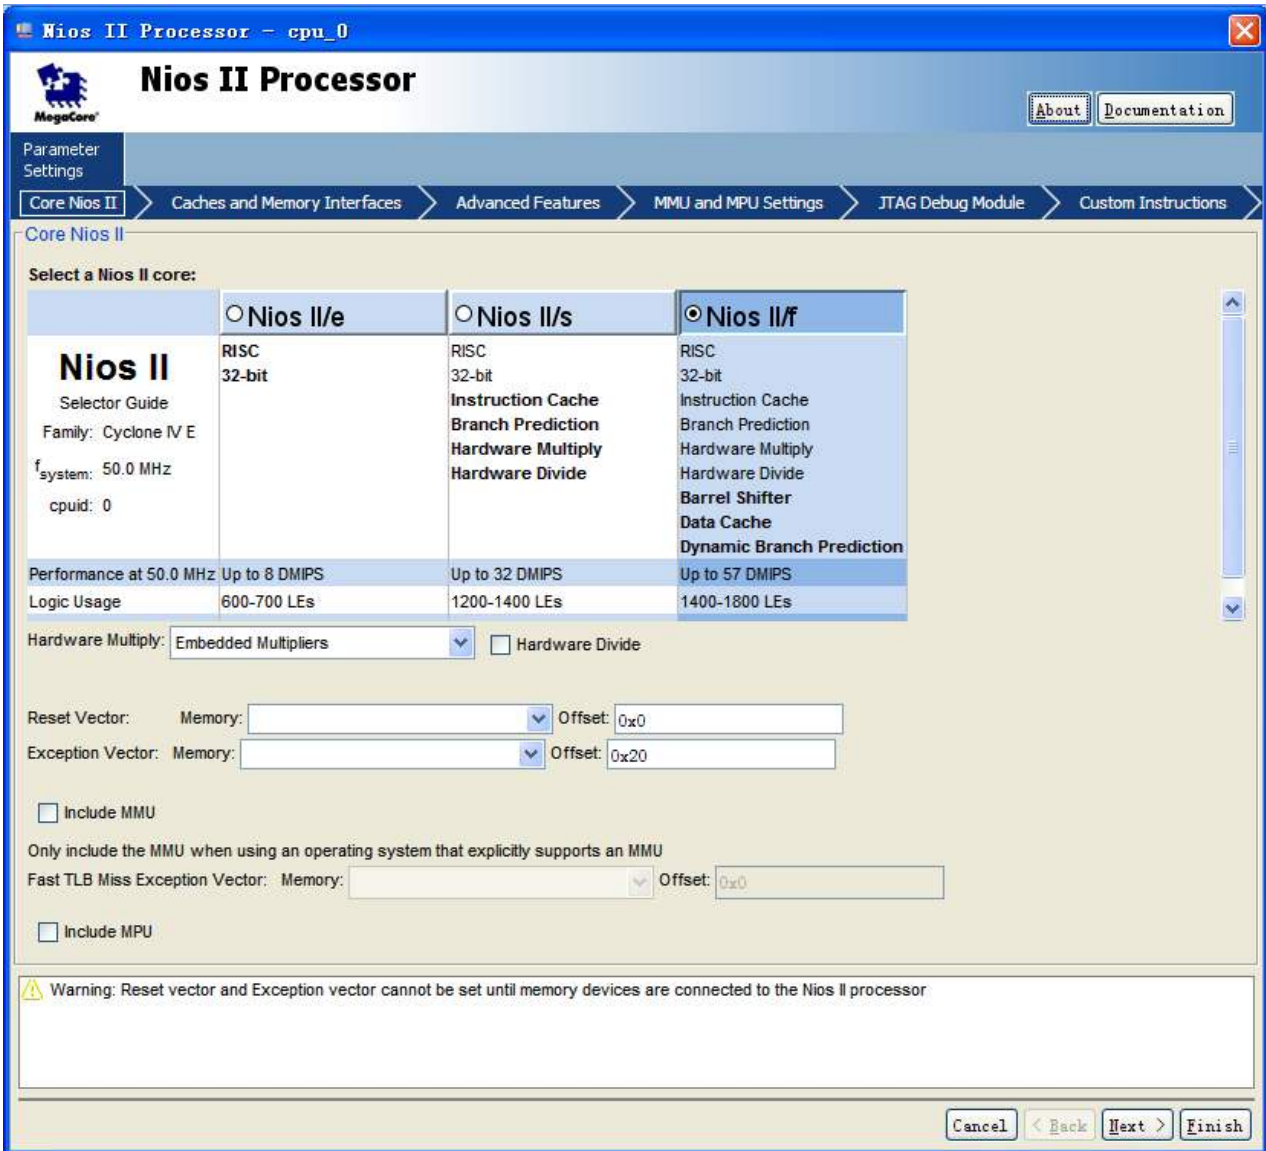 Nios II Processor - cpu_0
Nios II Processor
MegaCore®
About
Documentation
Parameter
Settings
Core Nios II
Caches and Memory Interfaces
Advanced Features
MMU and MPU Settings
JTAG Debug Module
Custom Instructions
Core Nios II
Select a Nios II core:
Nios II/e
Nios II/s
Nios II/f
Nios II
Selector Guide
Family: Cyclone IV E
fsystem: 50.0 MHz
cpuid: 0
RISC
32-bit
RISC
32-bit
Instruction Cache
Branch Prediction
Hardware Multiply
Hardware Divide
RISC
32-bit
Instruction Cache
Branch Prediction
Hardware Multiply
Hardware Divide
Barrel Shifter
Data Cache
Dynamic Branch Prediction
Performance at 50.0 MHz Up to 8 DMIPS Up to 32 DMIPS Up to 57 DMIPS
Logic Usage 600-700 LEs 1200-1400 LEs 1400-1800 LEs
Hardware Multiply: Embedded Multipliers Hardware Divide
Reset Vector: Memory: Offset: 0x0
Exception Vector: Memory: Offset: 0x20
Include MMU
Only include the MMU when using an operating system that explicitly supports an MMU
Fast TLB Miss Exception Vector: Memory: Offset: 0x0
Include MPU
Warning: Reset vector and Exception vector cannot be set until memory devices are connected to the Nios II processor
Cancel < Back Next > Finish